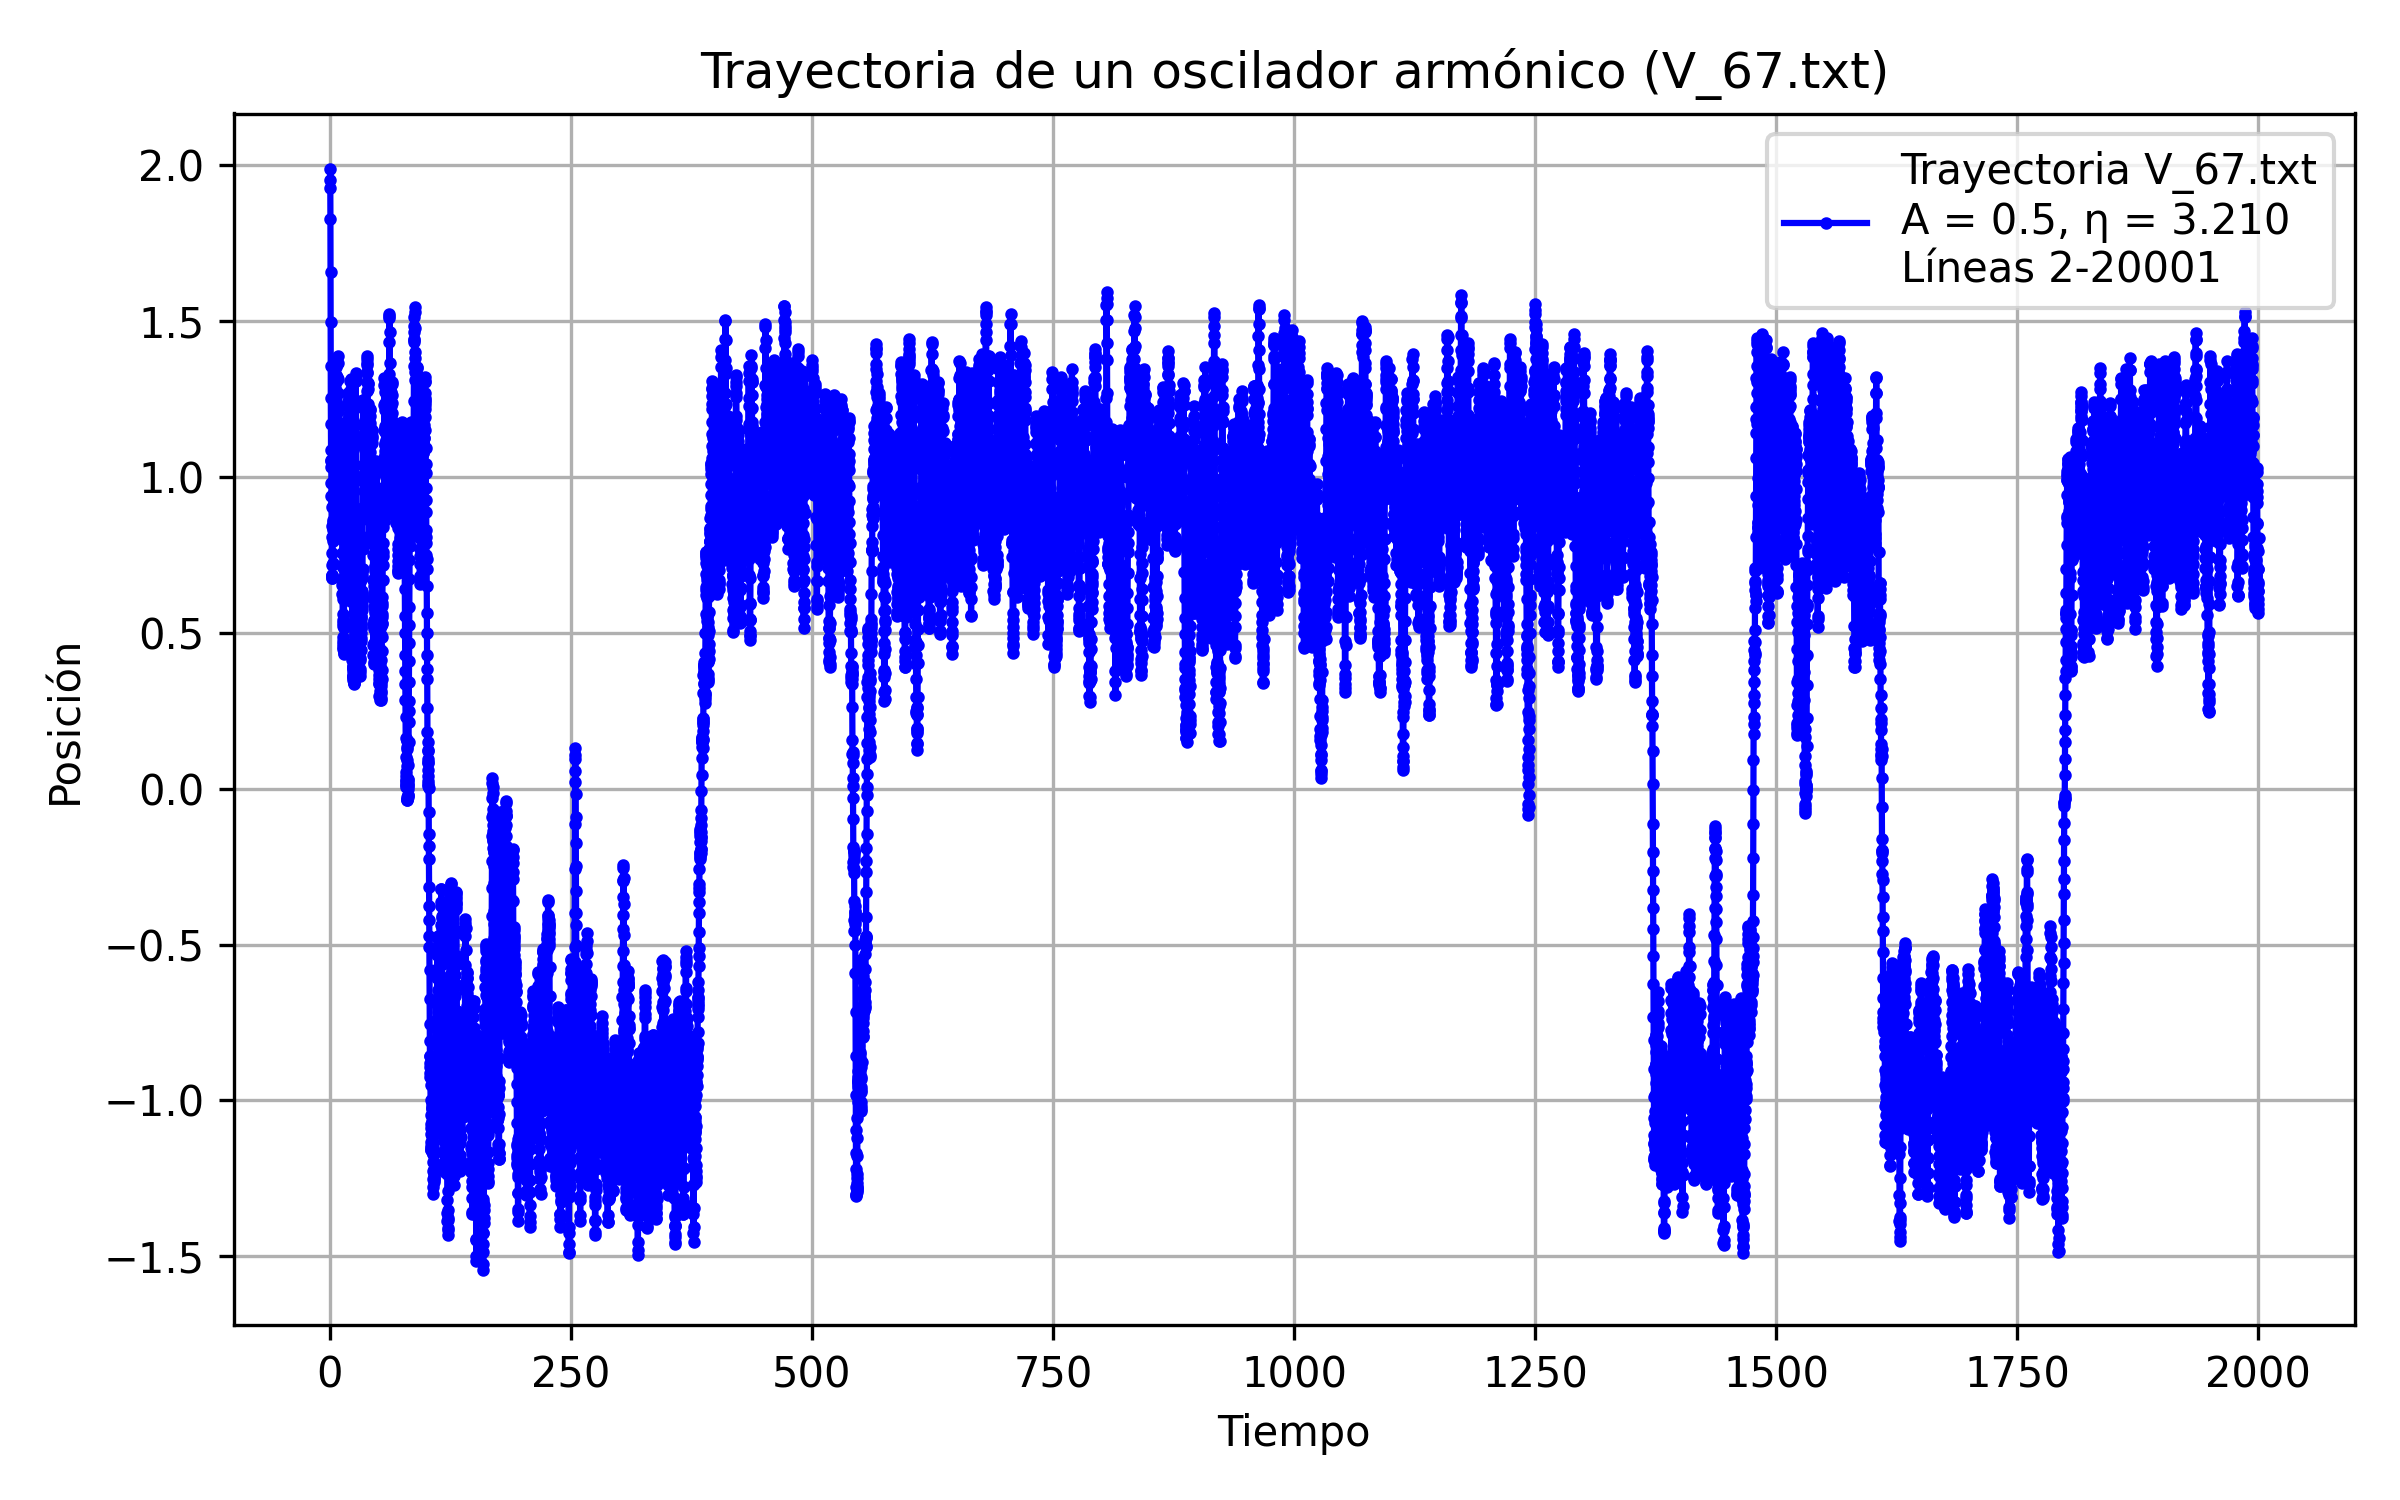 Trayectoria de un oscilador armónico (V_67.txt)
Trayectoria V_67.txt
A = 0.5, η = 3.210
Líneas 2-20001
2.0
1.5
1.0
0.5
0.0
−0.5
−1.0
−1.5
Posición
0 250 500 750 1000 1250 1500 1750 2000
Tiempo